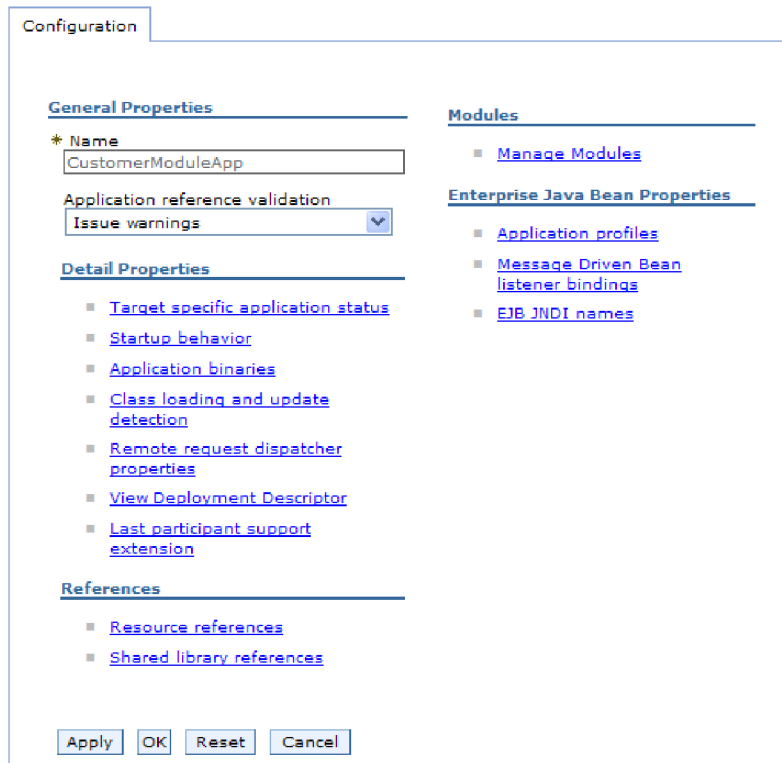 Configuration
General Properties
* Name
CustomerModuleApp
Application reference validation
Issue warnings
Detail Properties
Target specific application status
Startup behavior
Application binaries
Class loading and update
detection
Remote request dispatcher
properties
View Deployment Descriptor
Last participant support
extension
References
Resource references
Shared library references
Modules
Manage Modules
Enterprise Java Bean Properties
Application profiles
Message Driven Bean
listener bindings
EJB JNDI names
Apply OK Reset Cancel